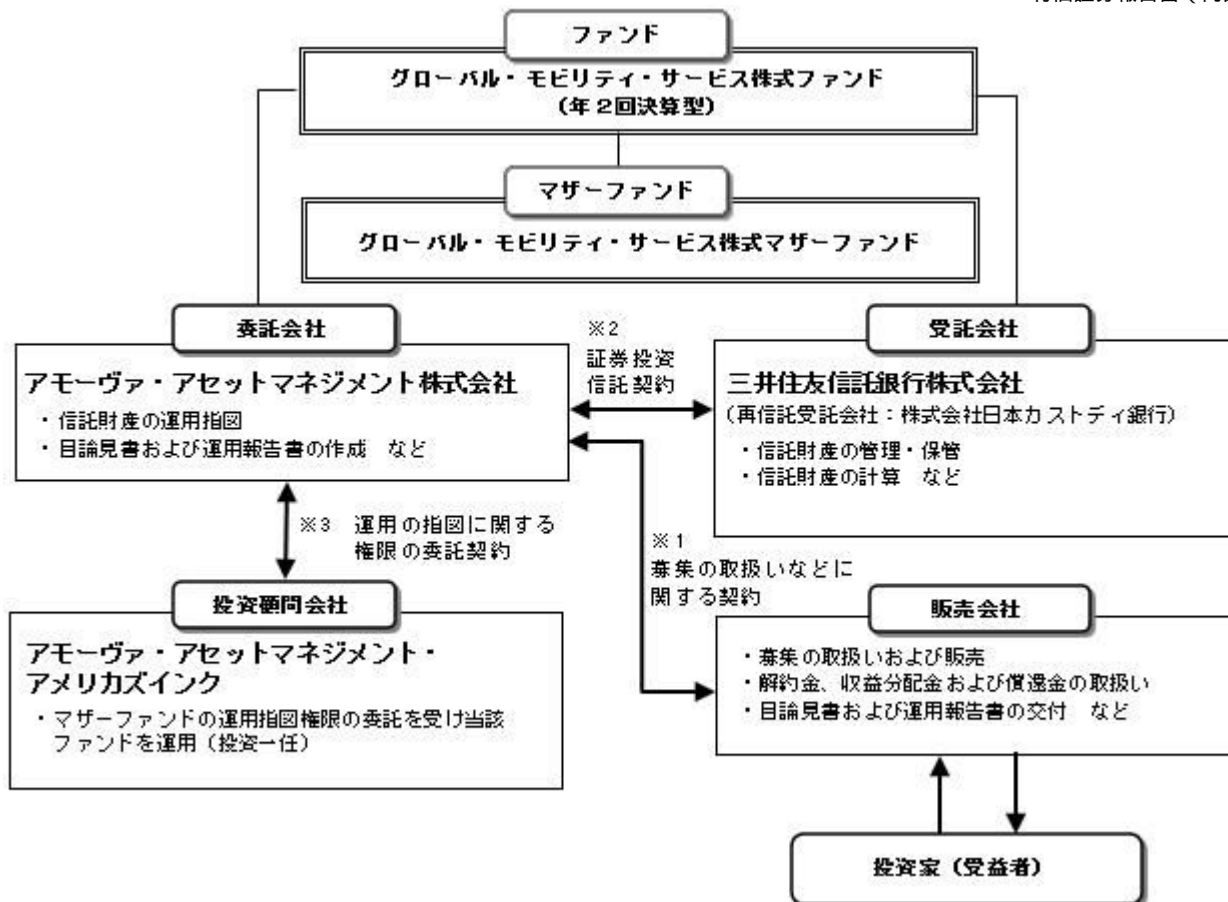 ファンド
グローバル・モビリティ・サービス株式ファンド
(年2回決算型)
マザーファンド
グローバル・モビリティ・サービス株式マザーファンド
委託会社
アモーヴァ・アセットマネジメント株式会社
・信託財産の運用指図
・目論見書および運用報告書の作成 など
※2
証券投資
信託契約
受託会社
三井住友信託銀行株式会社
(再信託受託会社:株式会社日本カストディ銀行)
・信託財産の管理・保管
・信託財産の計算 など
※3 運用の指図に関する
権限の委託契約
※1
募集の取扱いなどに
関する契約
投資顧問会社
アモーヴァ・アセットマネジメント・
アメリカズインク
・マザーファンドの運用指図権限の委託を受け当該
ファンドを運用(投資一任)
販売会社
・募集の取扱いおよび販売
・解約金、収益分配金および償還金の取扱い
・目論見書および運用報告書の交付 など
投資家(受益者)